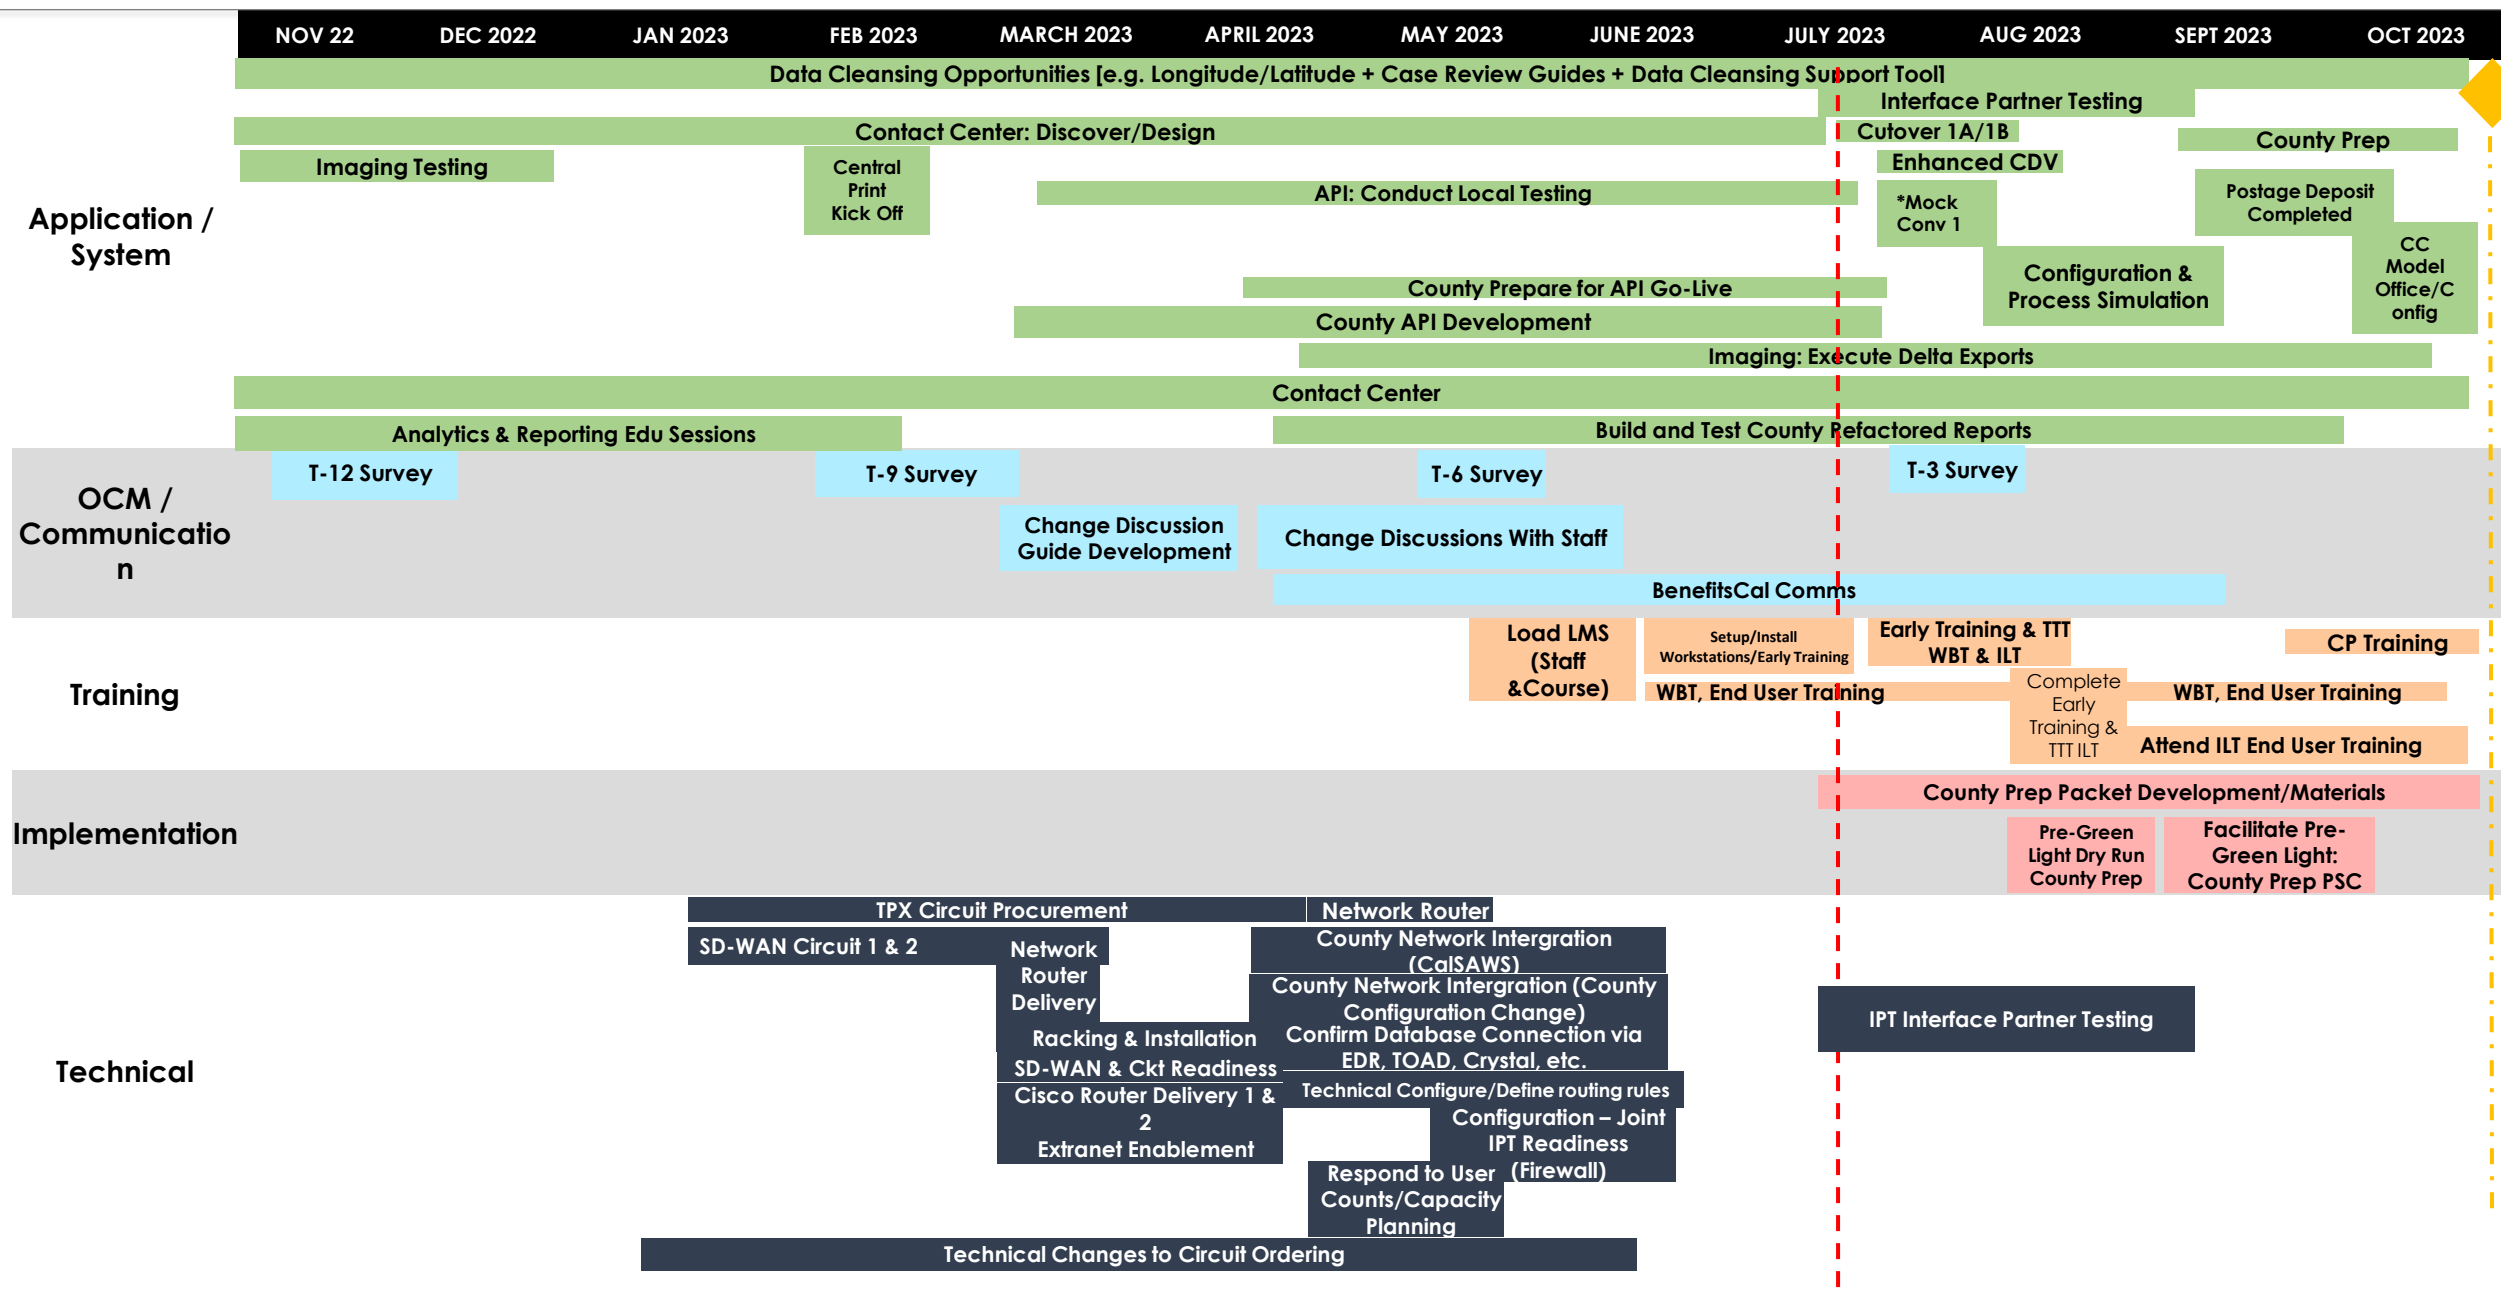 NOV 22 DEC 2022 JAN 2023 FEB 2023 MARCH 2023 APRIL 2023 MAY 2023 JUNE 2023 JULY 2023 AUG 2023 SEPT 2023 OCT 2023
Application /
System
Data Cleansing Opportunities [e.g. Longitude/Latitude + Case Review Guides + Data Cleansing Support Tool]
Interface Partner Testing
Contact Center: Discover/Design
Cutover 1A/1B
County Prep
Imaging Testing
Central
Print
Kick Off
Enhanced CDV
API: Conduct Local Testing
*Mock
Conv 1
Postage Deposit
Completed
CC
Model
Office/C
onfig
Configuration &
Process Simulation
County Prepare for API Go-Live
County API Development
Imaging: Execute Delta Exports
Contact Center
Analytics & Reporting Edu Sessions
Build and Test County Refactored Reports
OCM /
Communicatio
n
T-12 Survey
T-9 Survey
T-6 Survey
T-3 Survey
Change Discussion
Guide Development
Change Discussions With Staff
BenefitsCal Comms
Training
Load LMS
(Staff
&Course)
Setup/Install
Workstations/Early Training
Early Training & TTT
WBT & ILT
CP Training
WBT, End User Training
Complete
Early
Training &
TTT ILT
WBT, End User Training
Attend ILT End User Training
Implementation
County Prep Packet Development/Materials
Pre-Green
Light Dry Run
County Prep
Facilitate Pre-
Green Light:
County Prep PSC
Technical
TPX Circuit Procurement
Network Router
SD-WAN Circuit 1 & 2
Network
Router
Delivery
County Network Intergration
(CalSAWS)
County Network Intergration (County
Configuration Change)
Racking & Installation
Confirm Database Connection via
EDR, TOAD, Crystal, etc.
IPT Interface Partner Testing
SD-WAN & Ckt Readiness
Cisco Router Delivery 1 &
2
Extranet Enablement
Technical Configure/Define routing rules
Configuration – Joint
IPT Readiness
(Firewall)
Respond to User
Counts/Capacity
Planning
Technical Changes to Circuit Ordering